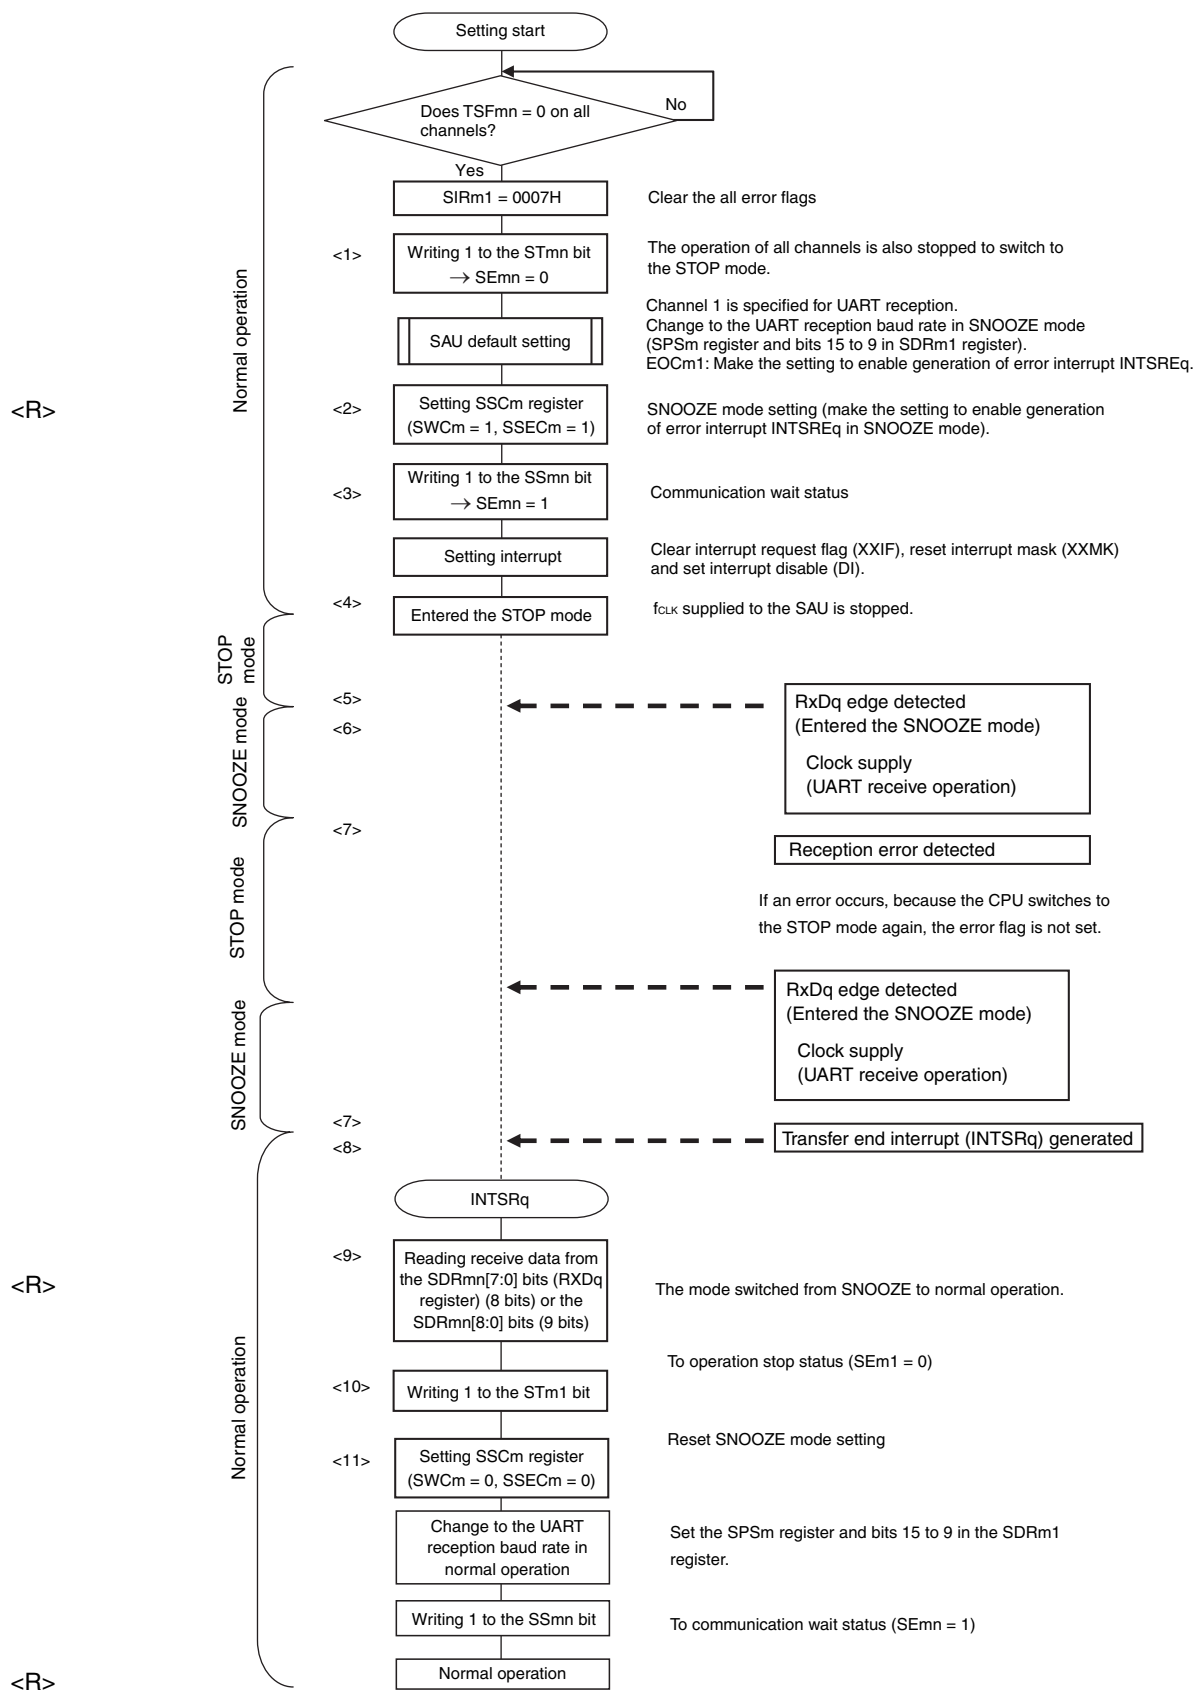 Setting start
Does TSFmn = 0 on all
channels?
No
Yes
SIRm1 = 0007H
Clear the all error flags
<1>
Writing 1 to the STmn bit
→ SEmn = 0
The operation of all channels is also stopped to switch to
the STOP mode.
Normal operation
SAU default setting
Channel 1 is specified for UART reception.
Change to the UART reception baud rate in SNOOZE mode
(SPSm register and bits 15 to 9 in SDRm1 register).
EOCm1: Make the setting to enable generation of error interrupt INTSREq.
<R>
<2>
Setting SSCm register
(SWCm = 1, SSECm = 1)
SNOOZE mode setting (make the setting to enable generation
of error interrupt INTSREq in SNOOZE mode).
<3>
Writing 1 to the SSmn bit
→ SEmn = 1
Communication wait status
Setting interrupt
Clear interrupt request flag (XXIF), reset interrupt mask (XXMK)
and set interrupt disable (DI).
<4>
Entered the STOP mode
fCLK supplied to the SAU is stopped.
STOP
mode
<5>
RxDq edge detected
(Entered the SNOOZE mode)
<6>
SNOOZE mode
Clock supply
(UART receive operation)
<7>
Reception error detected
STOP mode
If an error occurs, because the CPU switches to
the STOP mode again, the error flag is not set.
RxDq edge detected
(Entered the SNOOZE mode)
SNOOZE mode
Clock supply
(UART receive operation)
<7>
<8>
Transfer end interrupt (INTSRq) generated
INTSRq
<R>
<9>
Reading receive data from
the SDRmn[7:0] bits (RXDq
register) (8 bits) or the
SDRmn[8:0] bits (9 bits)
The mode switched from SNOOZE to normal operation.
Normal operation
To operation stop status (SEm1 = 0)
<10>
Writing 1 to the STm1 bit
Reset SNOOZE mode setting
<11>
Setting SSCm register
(SWCm = 0, SSECm = 0)
Change to the UART
reception baud rate in
normal operation
Set the SPSm register and bits 15 to 9 in the SDRm1
register.
Writing 1 to the SSmn bit
To communication wait status (SEmn = 1)
<R>
Normal operation